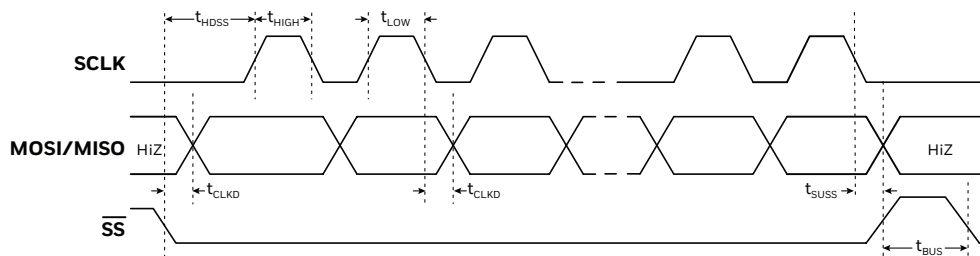 tHDSS
tHIGH
tLOW
SCLK
MOSI/MISO
HiZ
HiZ
tCLKD
tCLKD
tSUSS
SS
tBUS